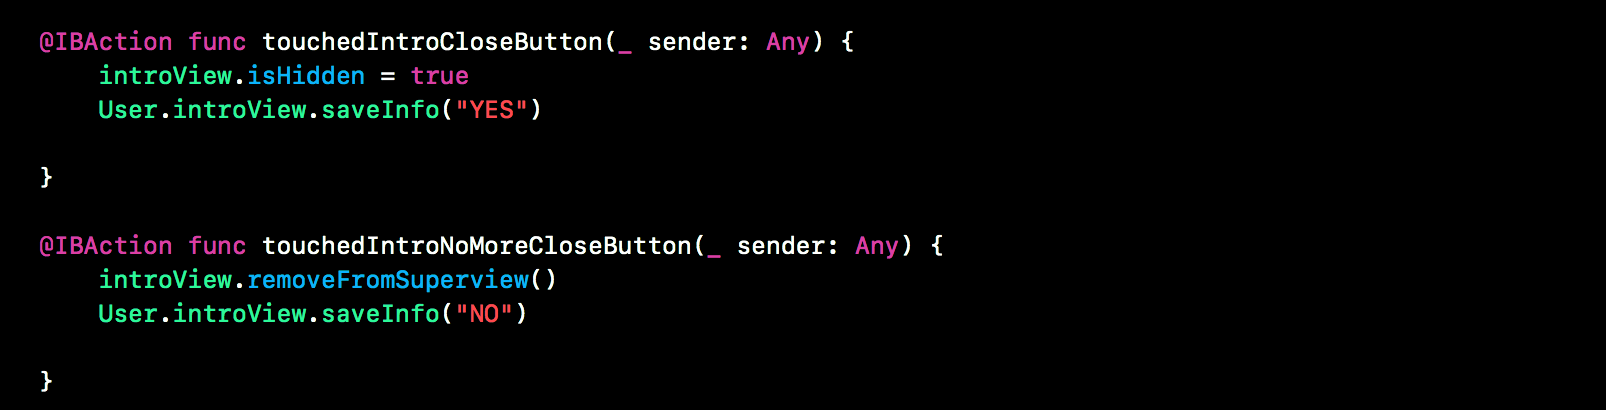 @IBAction func touchedIntroCloseButton(_ sender: Any) {
    introView.isHidden = true
    User.introView.saveInfo("YES")
}
@IBAction func touchedIntroNoMoreCloseButton(_ sender: Any) {
    introView.removeFromSuperview()
    User.introView.saveInfo("NO")
}